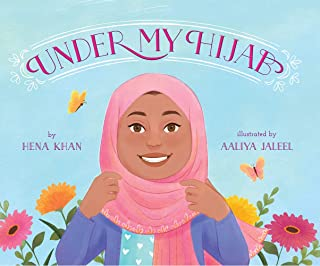 UNDER MY HIJAB
by
HENA KHAN
illustrated by
AALIYA JALEEL